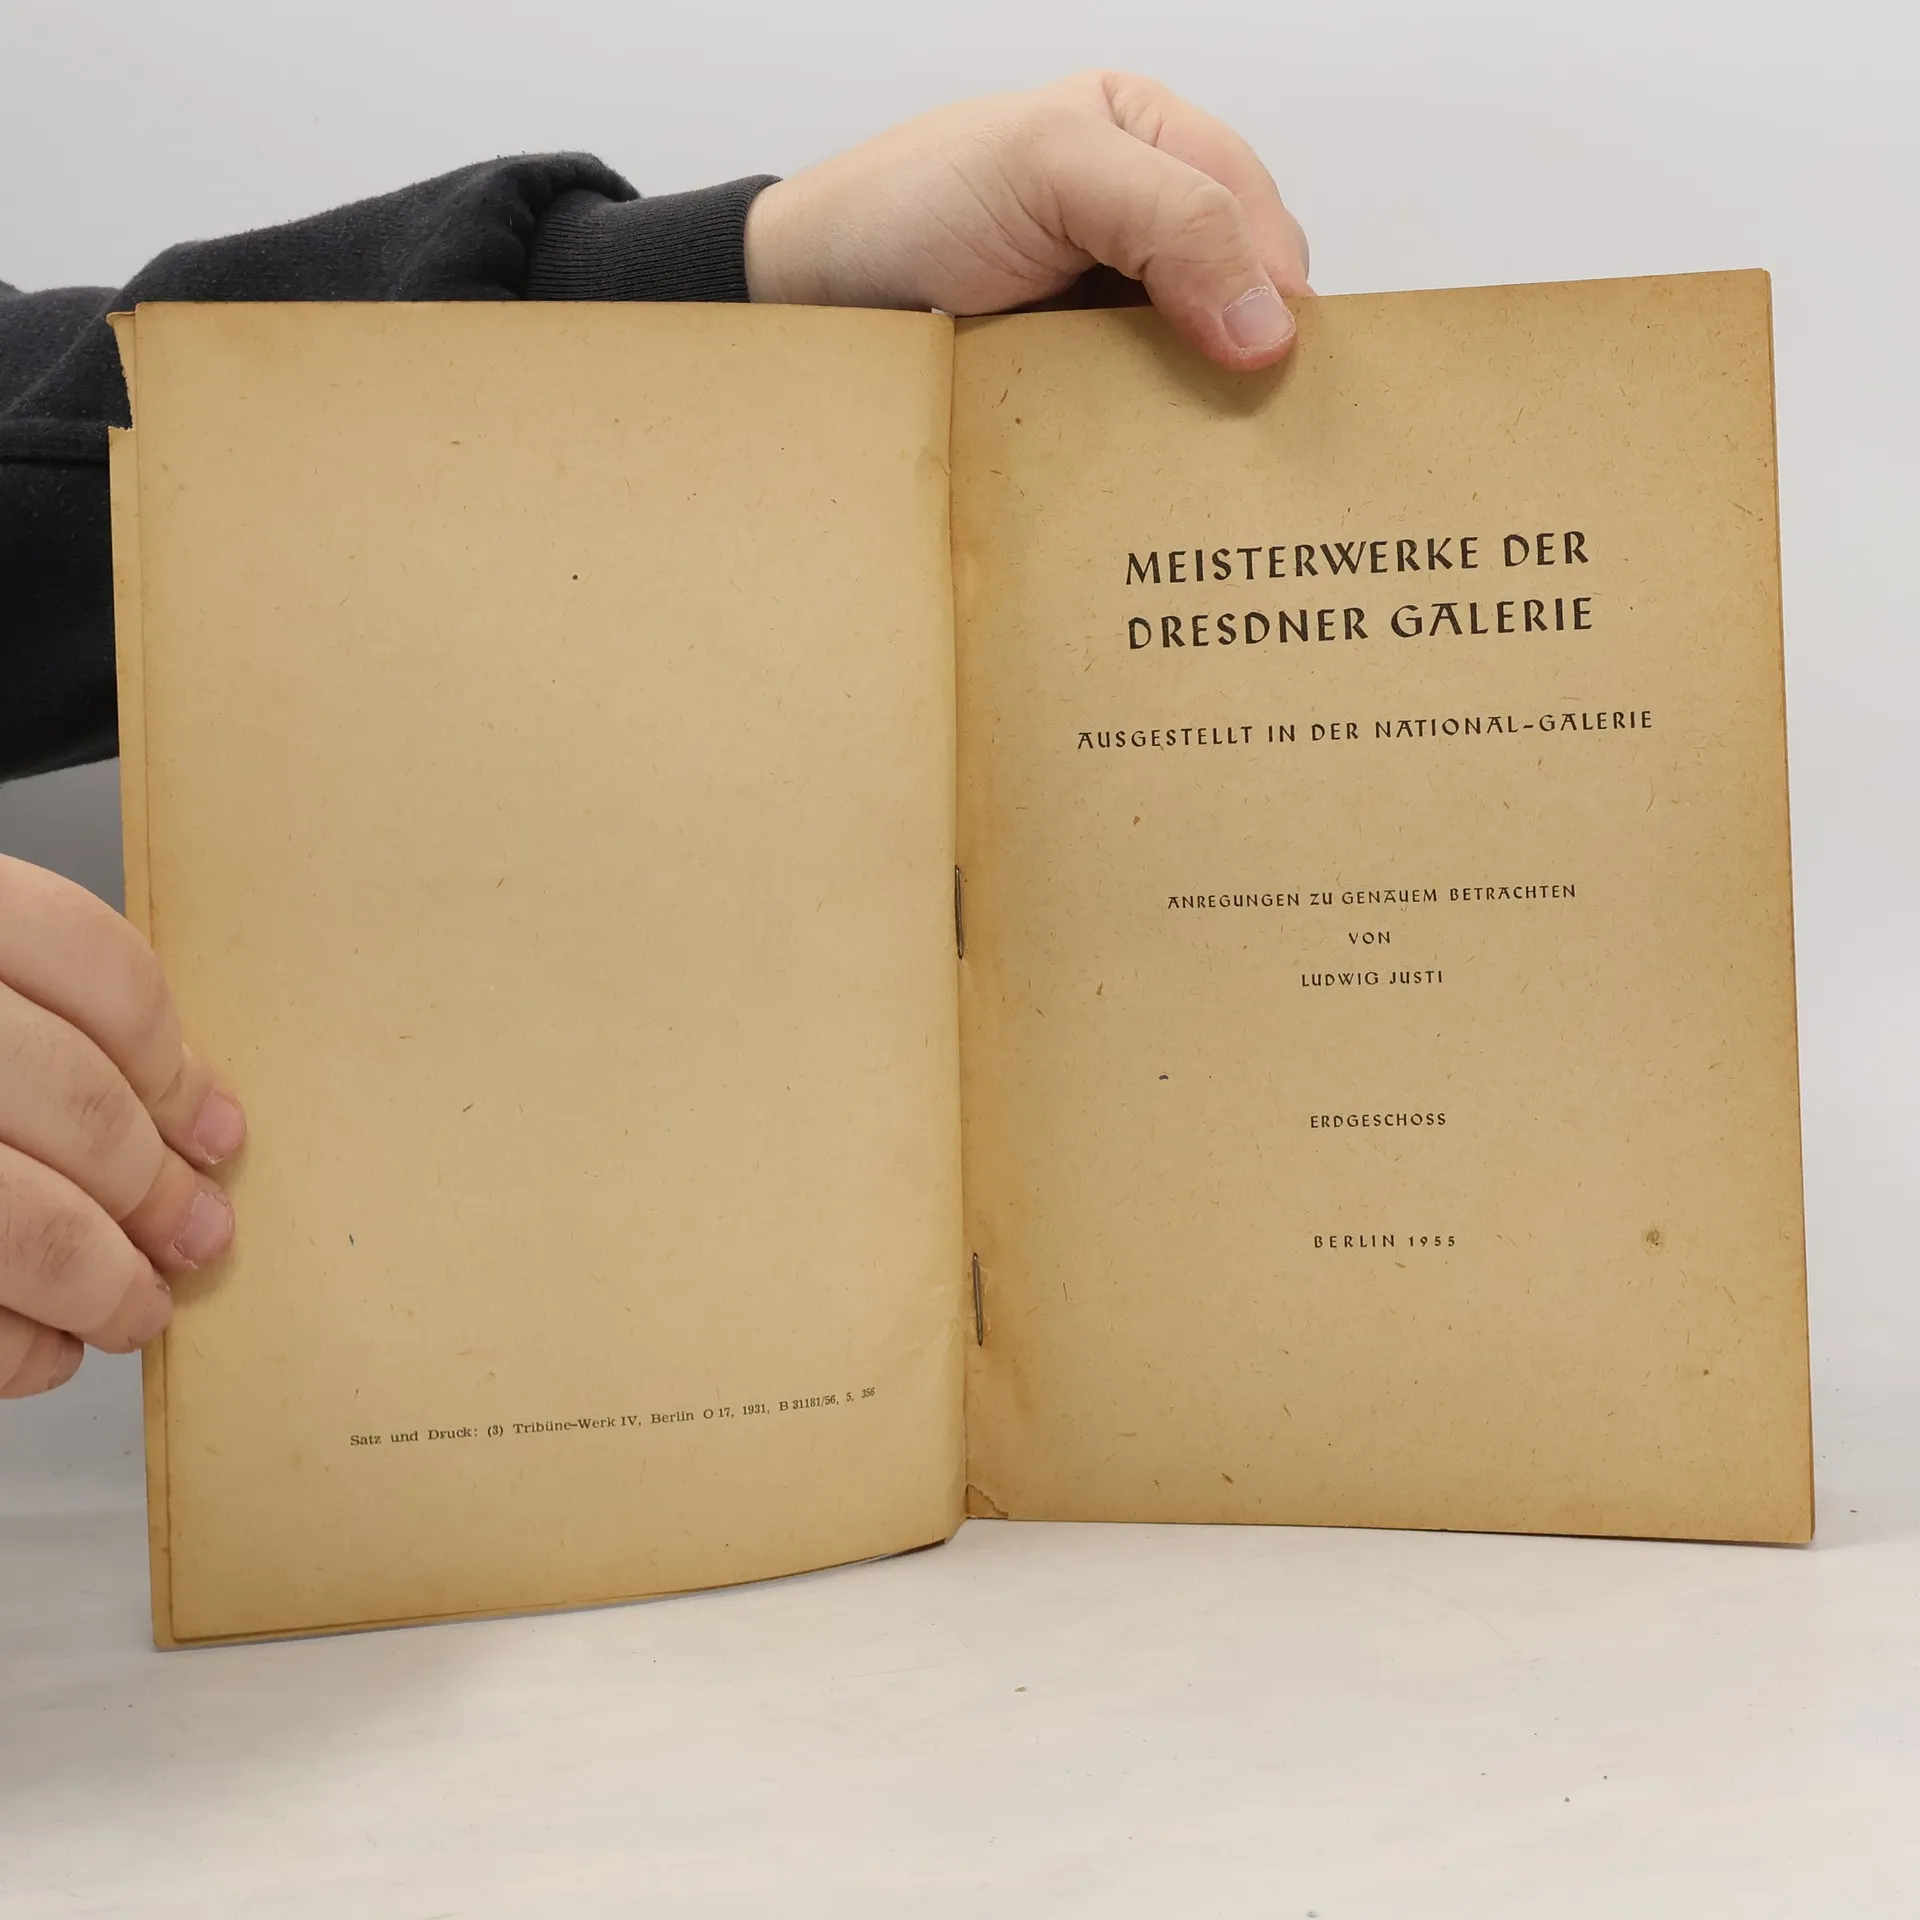 Satz und Druck: (3) Tribüne-Werk IV, Berlin O 17, 1931, B 31181/56, 5, 356
MEISTERWERKE DER
DRESDNER GALERIE
AUSGESTELLT IN DER NATIONAL-GALERIE
ANREGUNGEN ZU GENAUEM BETRACHTEN
VON
LUDWIG JUSTI
ERDGESCHOSS
BERLIN 1955